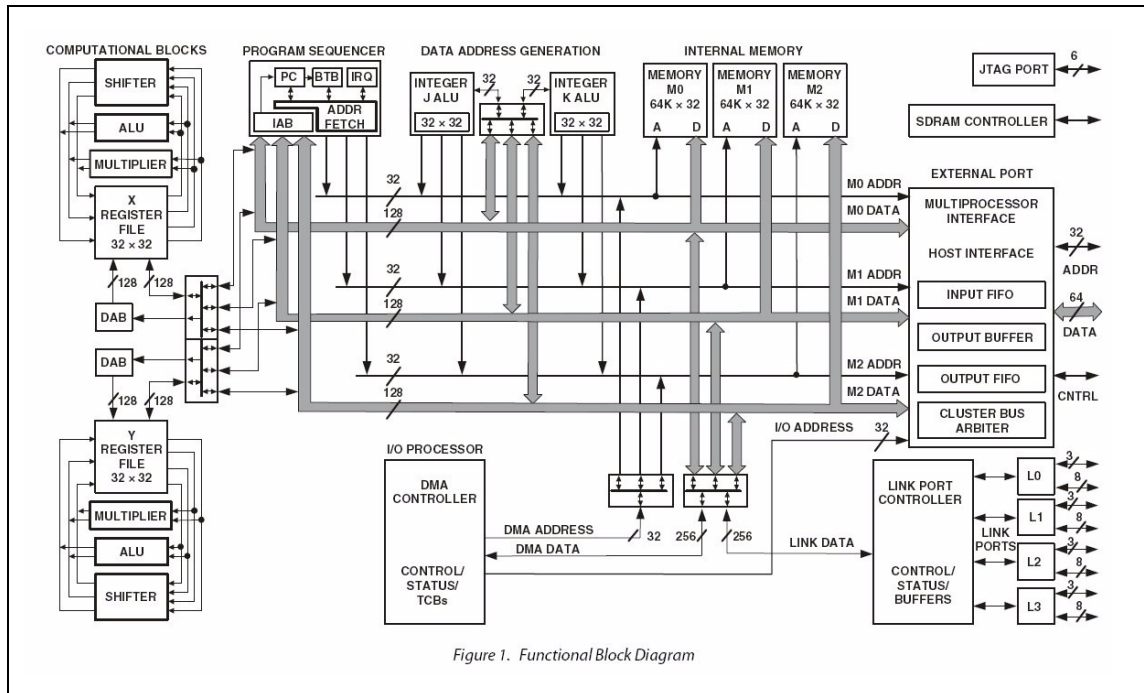 COMPUTATIONAL BLOCKS
SHIFTER
ALU
MULTIPLIER
X
REGISTER
FILE
32 × 32
128
128
DAB
DAB
128
128
Y
REGISTER
FILE
32 × 32
MULTIPLIER
ALU
SHIFTER
PROGRAM SEQUENCER
PC
BTB
IRQ
ADDR
FETCH
IAB
DATA ADDRESS GENERATION
INTEGER
J ALU
32 × 32
32
32
INTEGER
K ALU
32 × 32
INTERNAL MEMORY
MEMORY
M0
64K × 32
A D
MEMORY
M1
64K × 32
A D
MEMORY
M2
64K × 32
A D
32
128
32
128
32
128
M0 ADDR
M0 DATA
M1 ADDR
M1 DATA
M2 ADDR
M2 DATA
I/O ADDRESS
32
JTAG PORT
6
SDRAM CONTROLLER
EXTERNAL PORT
MULTIPROCESSOR
INTERFACE
HOST INTERFACE
INPUT FIFO
OUTPUT BUFFER
OUTPUT FIFO
CLUSTER BUS
ARBITER
32
ADDR
64
DATA
CNTRL
I/O PROCESSOR
DMA
CONTROLLER
CONTROL/
STATUS/
TCBs
DMA ADDRESS
32
DMA DATA
256
256
LINK DATA
LINK PORT
CONTROLLER
CONTROL/
STATUS/
BUFFERS
LINK
PORTS
L0
3
8
L1
3
8
L2
3
8
L3
3
8
Figure 1. Functional Block Diagram